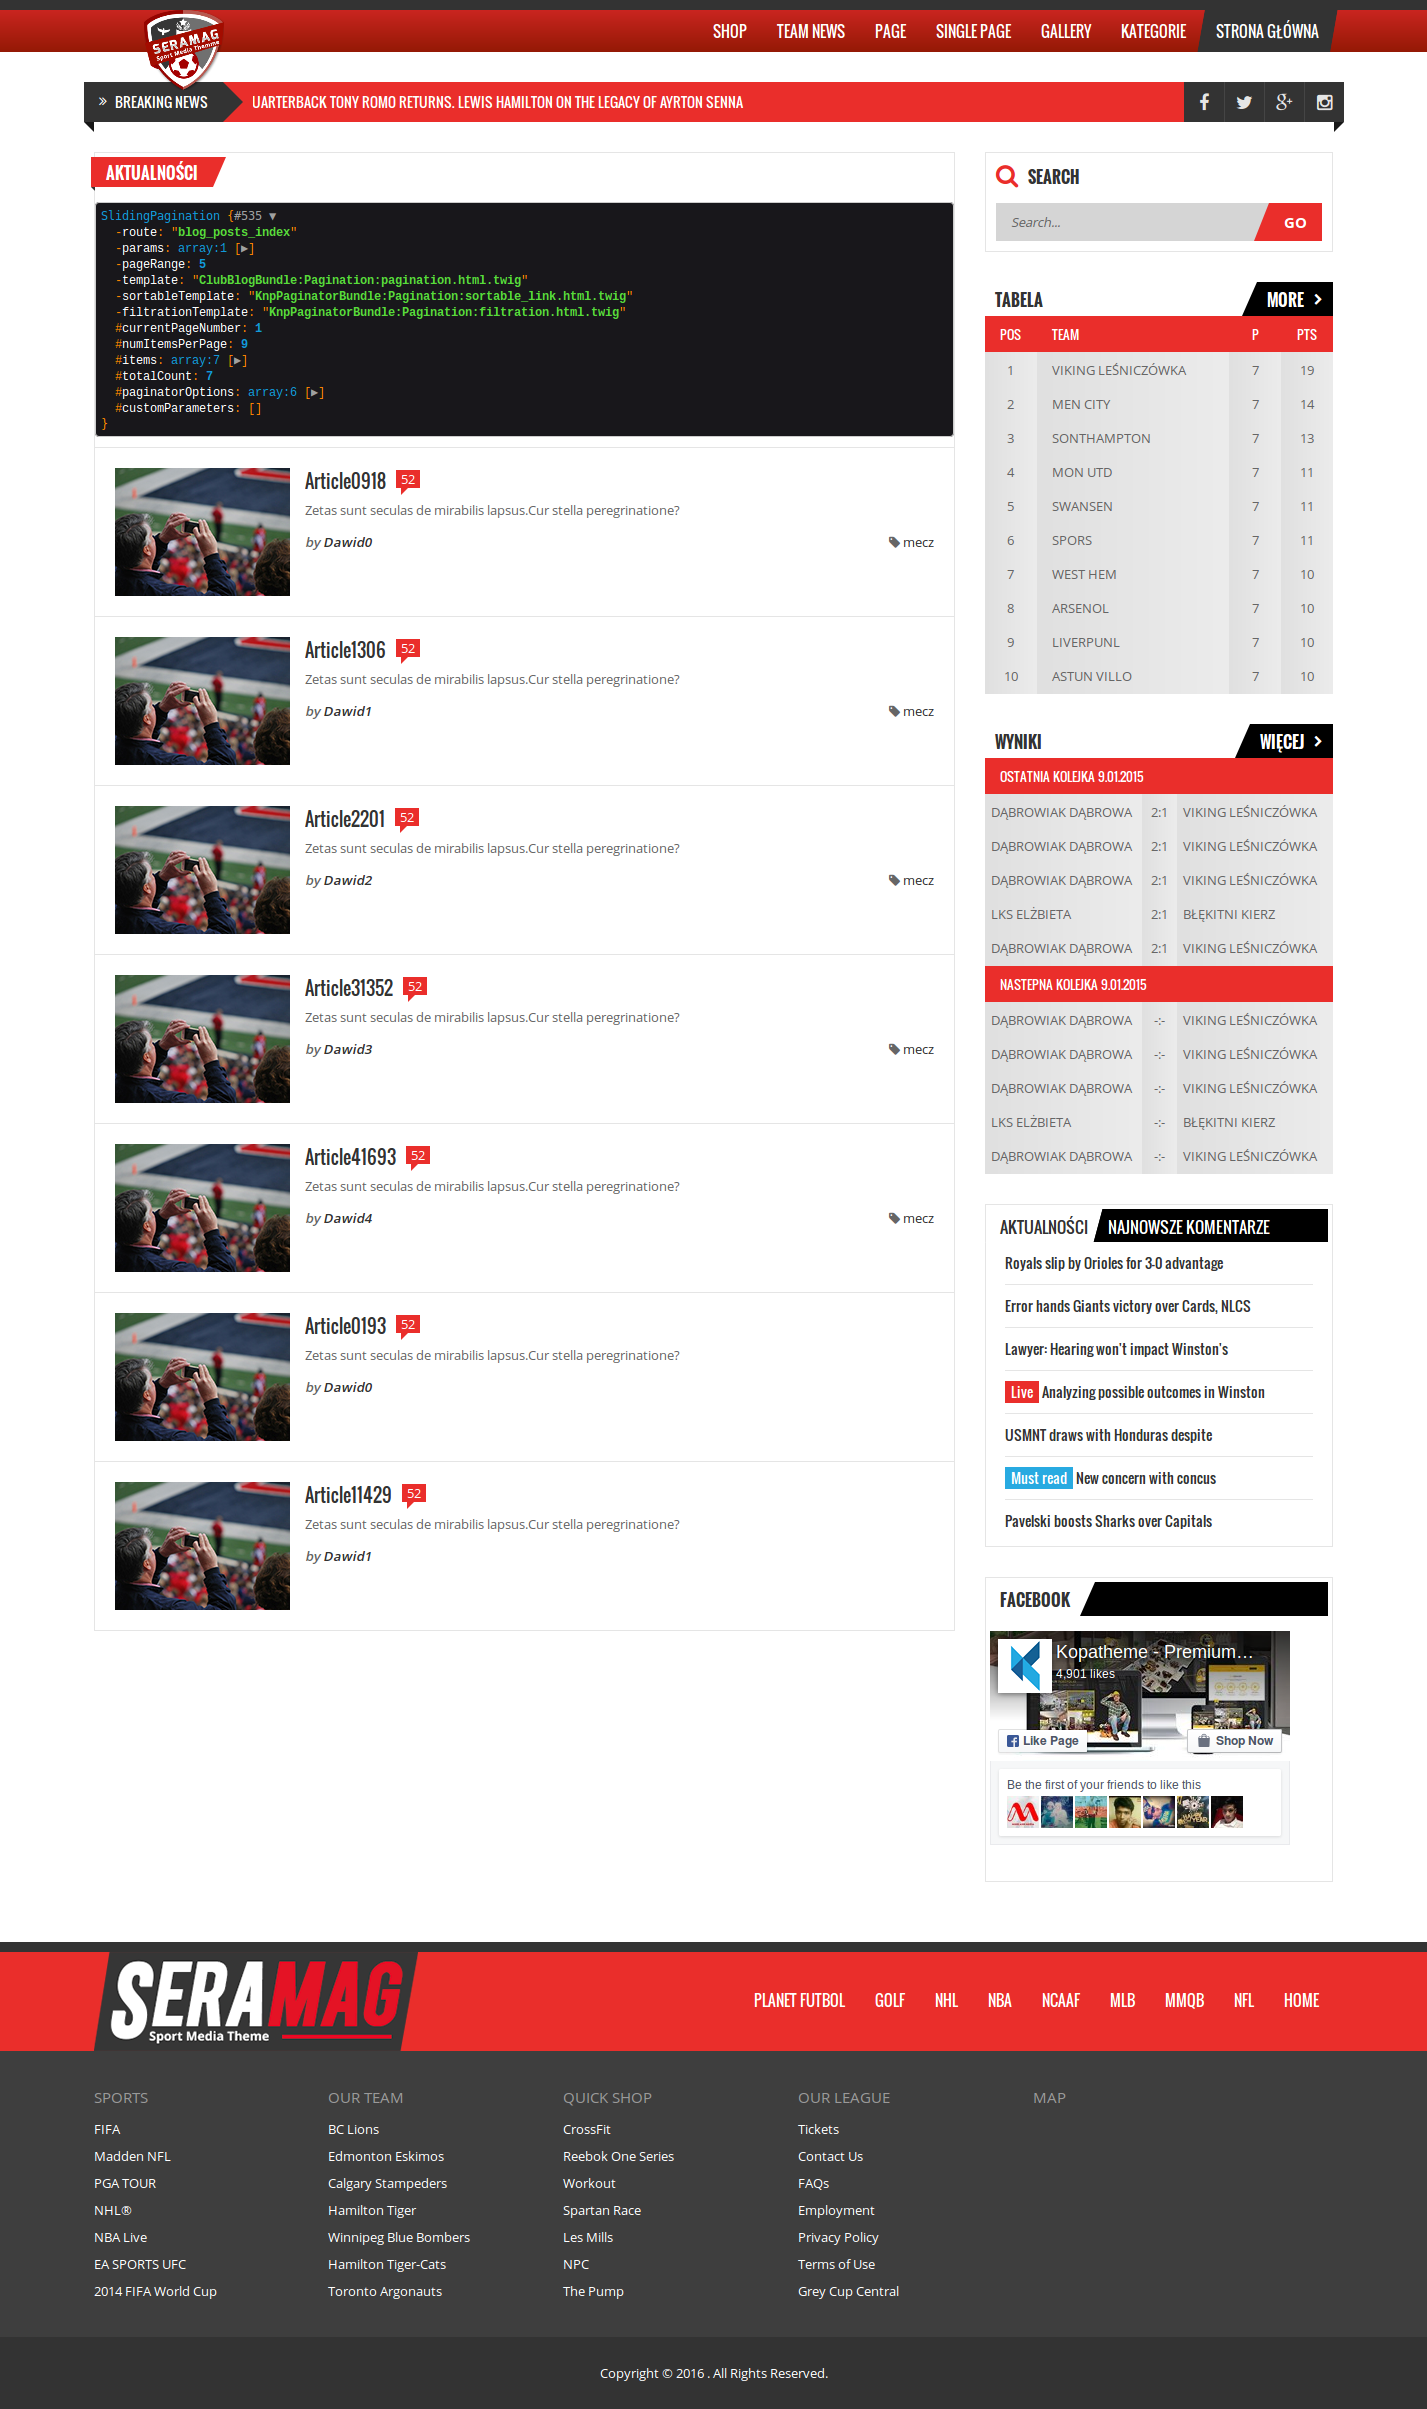 SERAMAG
Sport Media Themme
SHOP TEAM NEWS PAGE SINGLE PAGE GALLERY KATEGORIE STRONA GŁÓWNA
» BREAKING NEWS UARTERBACK TONY ROMO RETURNS. LEWIS HAMILTON ON THE LEGACY OF AYRTON SENNA
AKTUALNOŚCI
SlidingPagination {#535 ▼
-route: "blog_posts_index"
-params: array:1 [▶]
-pageRange: 5
-template: "ClubBlogBundle:Pagination:pagination.html.twig"
-sortableTemplate: "KnpPaginatorBundle:Pagination:sortable_link.html.twig"
-filtrationTemplate: "KnpPaginatorBundle:Pagination:filtration.html.twig"
#currentPageNumber: 1
#numItemsPerPage: 9
#items: array:7 [▶]
#totalCount: 7
#paginatorOptions: array:6 [▶]
#customParameters: []
}
Article0918 52
Zetas sunt seculas de mirabilis lapsus.Cur stella peregrinatione?
by Dawid0 mecz
Article1306 52
Zetas sunt seculas de mirabilis lapsus.Cur stella peregrinatione?
by Dawid1 mecz
Article2201 52
Zetas sunt seculas de mirabilis lapsus.Cur stella peregrinatione?
by Dawid2 mecz
Article31352 52
Zetas sunt seculas de mirabilis lapsus.Cur stella peregrinatione?
by Dawid3 mecz
Article41693 52
Zetas sunt seculas de mirabilis lapsus.Cur stella peregrinatione?
by Dawid4 mecz
Article0193 52
Zetas sunt seculas de mirabilis lapsus.Cur stella peregrinatione?
by Dawid0
Article11429 52
Zetas sunt seculas de mirabilis lapsus.Cur stella peregrinatione?
by Dawid1
SEARCH
Search... GO
TABELA MORE
POS TEAM P PTS
1 VIKING LEŚNICZÓWKA 7 19
2 MEN CITY 7 14
3 SONTHAMPTON 7 13
4 MON UTD 7 11
5 SWANSEN 7 11
6 SPORS 7 11
7 WEST HEM 7 10
8 ARSENOL 7 10
9 LIVERPUNL 7 10
10 ASTUN VILLO 7 10
WYNIKI WIĘCEJ
OSTATNIA KOLEJKA 9.01.2015
DĄBROWIAK DĄBROWA 2:1 VIKING LEŚNICZÓWKA
DĄBROWIAK DĄBROWA 2:1 VIKING LEŚNICZÓWKA
DĄBROWIAK DĄBROWA 2:1 VIKING LEŚNICZÓWKA
LKS ELŻBIETA 2:1 BŁĘKITNI KIERZ
DĄBROWIAK DĄBROWA 2:1 VIKING LEŚNICZÓWKA
NASTEPNA KOLEJKA 9.01.2015
DĄBROWIAK DĄBROWA -:- VIKING LEŚNICZÓWKA
DĄBROWIAK DĄBROWA -:- VIKING LEŚNICZÓWKA
DĄBROWIAK DĄBROWA -:- VIKING LEŚNICZÓWKA
LKS ELŻBIETA -:- BŁĘKITNI KIERZ
DĄBROWIAK DĄBROWA -:- VIKING LEŚNICZÓWKA
AKTUALNOŚCI NAJNOWSZE KOMENTARZE
Royals slip by Orioles for 3-0 advantage
Error hands Giants victory over Cards, NLCS
Lawyer: Hearing won't impact Winston's
Live Analyzing possible outcomes in Winston
USMNT draws with Honduras despite
Must read New concern with concus
Pavelski boosts Sharks over Capitals
FACEBOOK
Kopatheme - Premium...
4,901 likes
Like Page Shop Now
Be the first of your friends to like this
SERAMAG
Sport Media Theme
PLANET FUTBOL GOLF NHL NBA NCAAF MLB MMQB NFL HOME
SPORTS
FIFA
Madden NFL
PGA TOUR
NHL®
NBA Live
EA SPORTS UFC
2014 FIFA World Cup
OUR TEAM
BC Lions
Edmonton Eskimos
Calgary Stampeders
Hamilton Tiger
Winnipeg Blue Bombers
Hamilton Tiger-Cats
Toronto Argonauts
QUICK SHOP
CrossFit
Reebok One Series
Workout
Spartan Race
Les Mills
NPC
The Pump
OUR LEAGUE
Tickets
Contact Us
FAQs
Employment
Privacy Policy
Terms of Use
Grey Cup Central
MAP
Copyright © 2016 . All Rights Reserved.